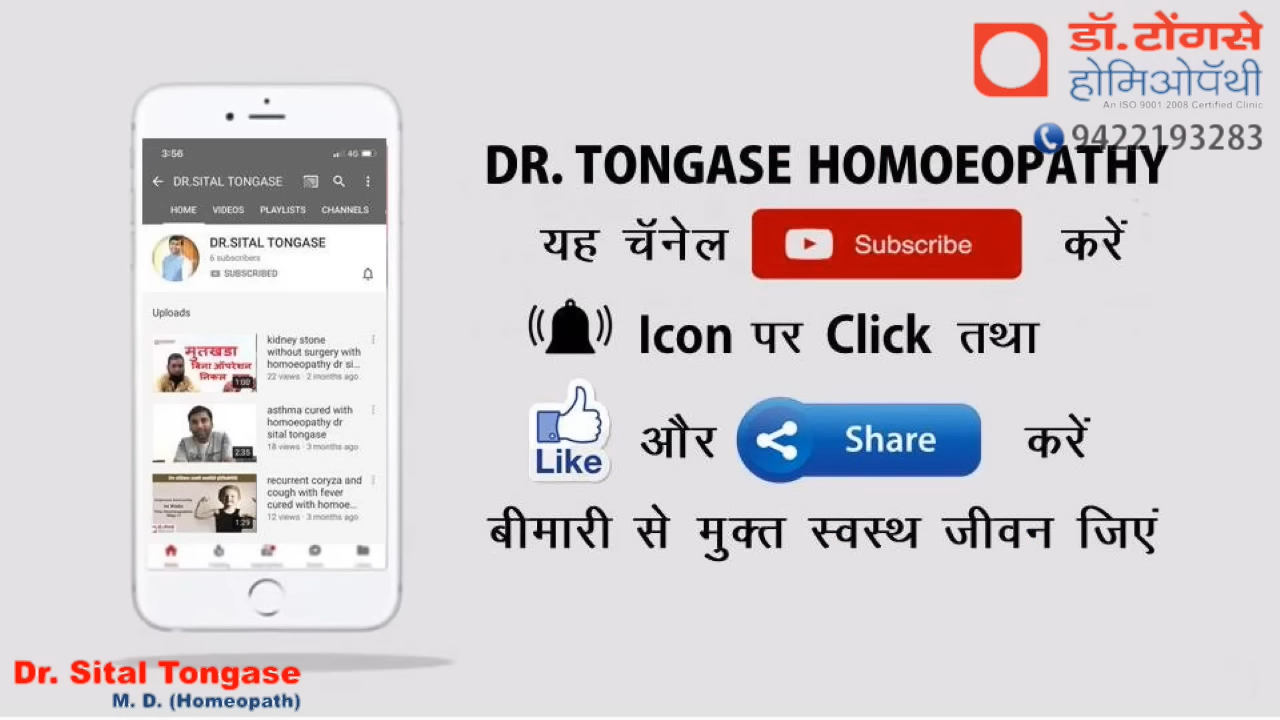 डॉ.टोंगसे
होमिओपॅथी
An ISO 9001 2008 Certified Clinic
9422193283
DR. TONGASE HOMOEOPATHY
यह चॅनेल Subscribe करें
Icon पर Click तथा
Like और Share करें
बीमारी से मुक्त स्वस्थ जीवन जिएं
3:56 4G
DR.SITAL TONGASE
HOME VIDEOS PLAYLISTS CHANNELS
DR.SITAL TONGASE
6 subscribers
SUBSCRIBED
Uploads
मुतखडा
बिना ऑपरेशन
निकल
1:00
kidney stone
without surgery with
homoeopathy dr si...
22 views · 2 months ago
2:35
asthma cured with
homoeopathy dr
sital tongase
18 views · 3 months ago
1:29
recurrent coryza and
cough with fever
cured with homoe...
12 views · 3 months ago
Dr. Sital Tongase
M. D. (Homeopath)